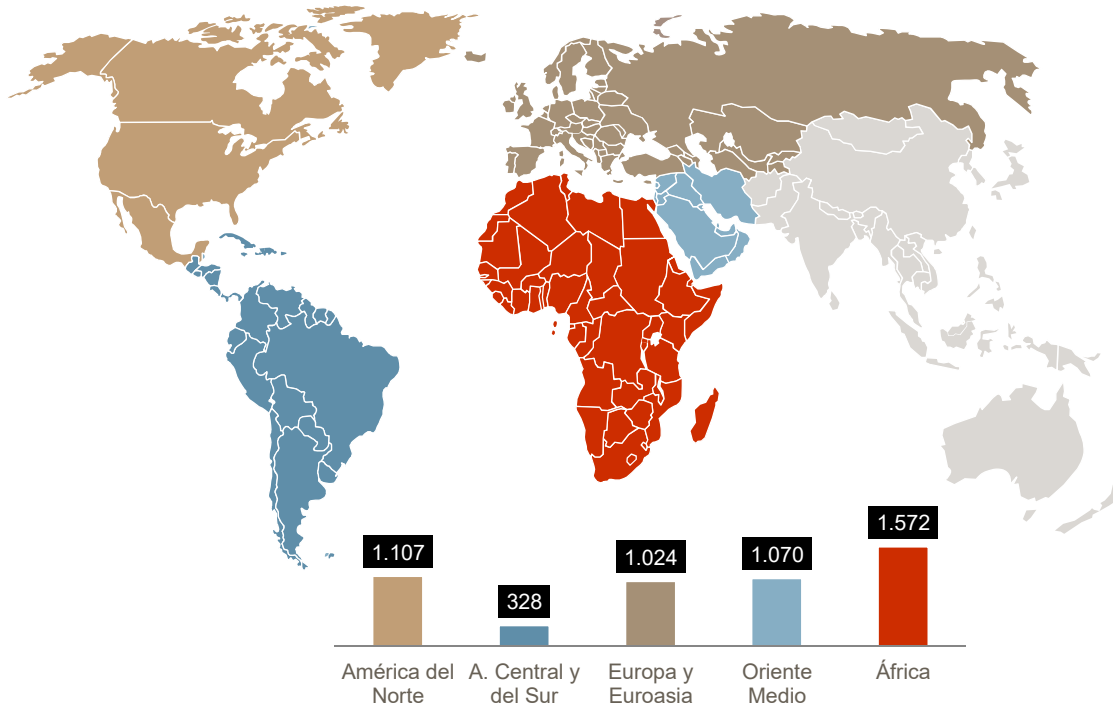 1.107
328
1.024
1.070
1.572
América del
Norte
A. Central y
del Sur
Europa y
Euroasia
Oriente
Medio
África